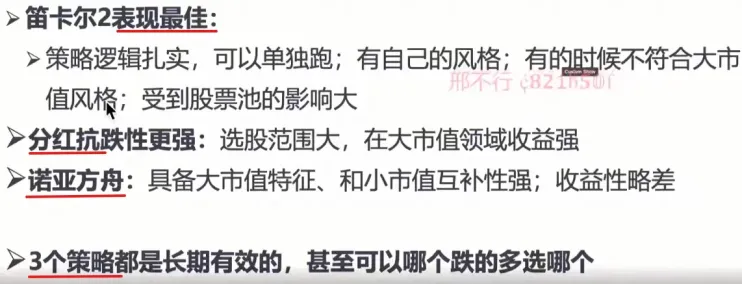 笛卡尔2表现最佳：
策略逻辑扎实，可以单独跑；有自己的风格；有的时候不符合大市
值风格；受到股票池的影响大
分红抗跌性更强：选股范围大，在大市值领域收益强
诺亚方舟：具备大市值特征、和小市值互补性强；收益性略差
3个策略都是长期有效的，甚至可以哪个跌的多选哪个
邢不行